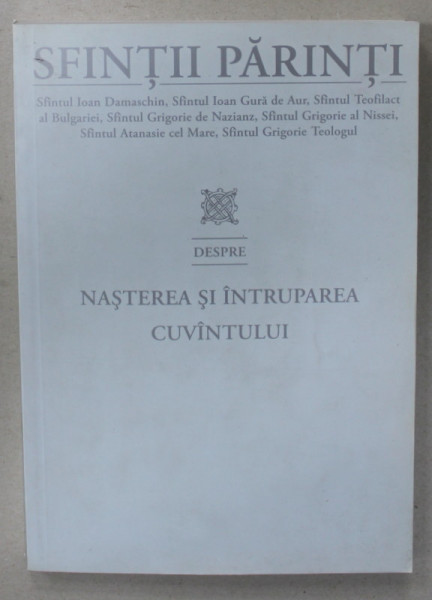 SFINȚII PĂRINȚI
Sfîntul Ioan Damaschin, Sfîntul Ioan Gură de Aur, Sfîntul Teofilact
al Bulgariei, Sfîntul Grigorie de Nazianz, Sfîntul Grigorie al Nissei,
Sfîntul Atanasie cel Mare, Sfîntul Grigorie Teologul
DESPRE
NAŞTEREA ŞI ÎNTRUPAREA
CUVÎNTULUI